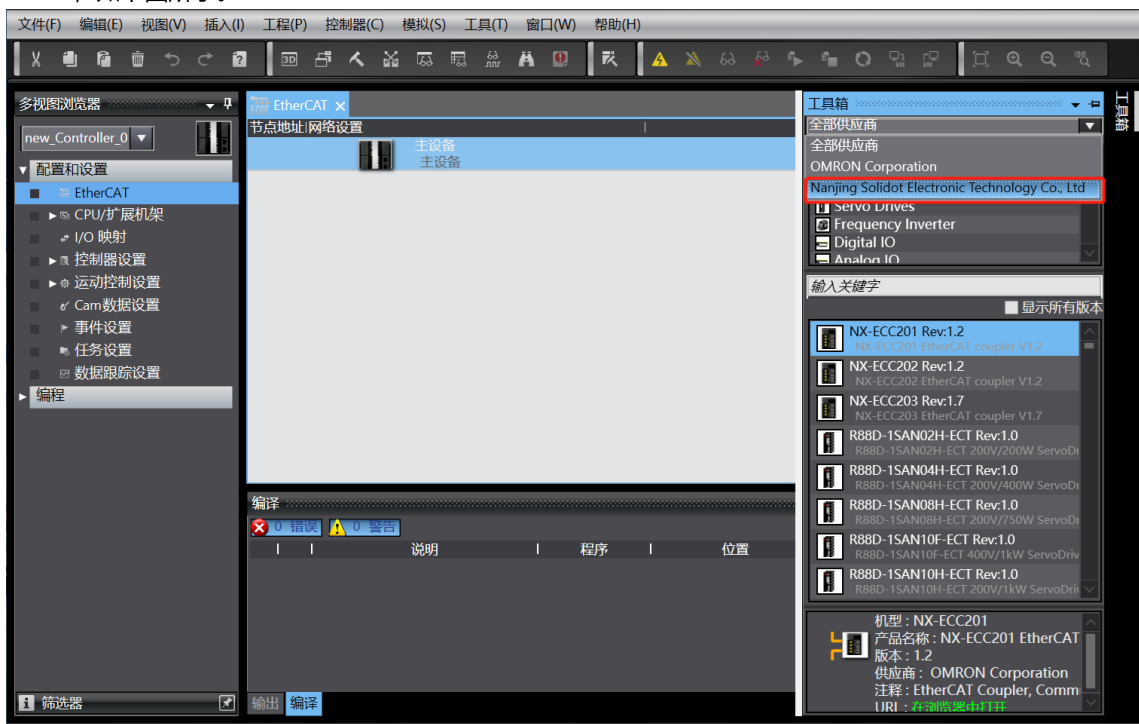 文件(F) 编辑(E) 视图(V) 插入(I) 工程(P) 控制器(C) 模拟(S) 工具(T) 窗口(W) 帮助(H)
多视图浏览器
new_Controller_0
配置和设置
EtherCAT
CPU/扩展机架
I/O 映射
控制器设置
运动控制设置
Cam数据设置
事件设置
任务设置
数据跟踪设置
编程
筛选器
EtherCAT
节点地址|网络设置
主设备
主设备
编译
0 错误 0 警告
说明 程序 位置
输出 编译
工具箱
全部供应商
全部供应商
OMRON Corporation
Nanjing Solidot Electronic Technology Co., Ltd
Servo Drives
Frequency Inverter
Digital IO
Analog IO
输入关键字
显示所有版本
NX-ECC201 Rev:1.2
NX-ECC201 EtherCAT coupler V1.2
NX-ECC202 Rev:1.2
NX-ECC202 EtherCAT coupler V1.2
NX-ECC203 Rev:1.7
NX-ECC203 EtherCAT coupler V1.7
R88D-1SAN02H-ECT Rev:1.0
R88D-1SAN02H-ECT 200V/200W ServoDr
R88D-1SAN04H-ECT Rev:1.0
R88D-1SAN04H-ECT 200V/400W ServoDr
R88D-1SAN08H-ECT Rev:1.0
R88D-1SAN08H-ECT 200V/750W ServoDr
R88D-1SAN10F-ECT Rev:1.0
R88D-1SAN10F-ECT 400V/1kW ServoDriv
R88D-1SAN10H-ECT Rev:1.0
R88D-1SAN10H-ECT 200V/1kW ServoDriv
机型 : NX-ECC201
产品名称 : NX-ECC201 EtherCAT
版本 : 1.2
供应商 : OMRON Corporation
注释 : EtherCAT Coupler, Comm
URL : 在浏览器中打开
工具箱